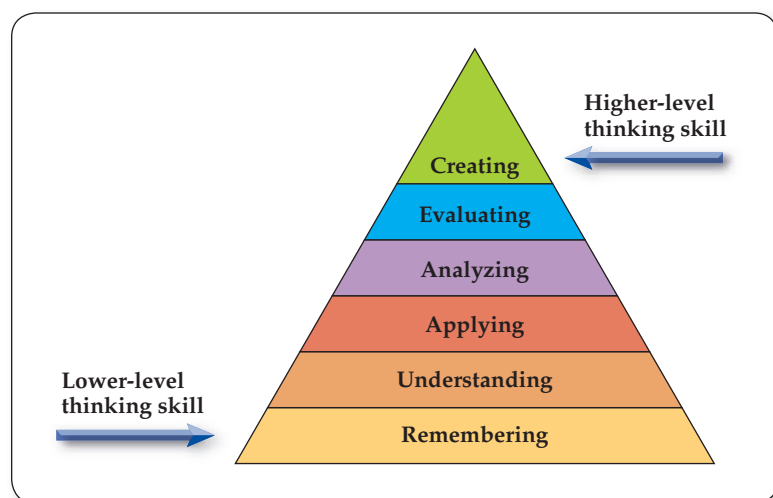 Higher-level
thinking skill
Creating
Evaluating
Analyzing
Applying
Understanding
Lower-level
thinking skill
Remembering